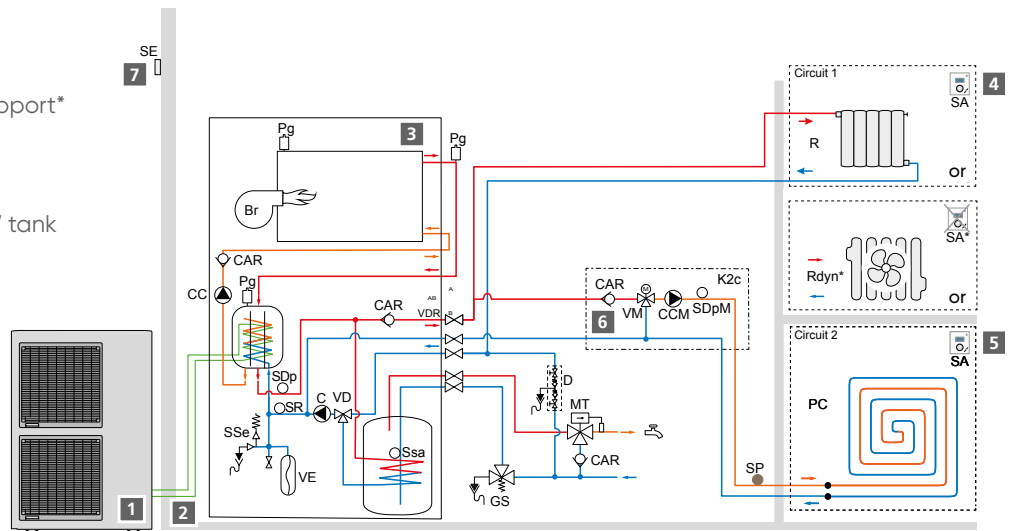 SE
7
pport*
tank
3
Pg
Pg
Br
CAR
CC
Pg
A
AB
CAR
VDR
B
SDp
SR
C
VD
SSe
VE
Ssa
1
2
D
MT
CAR
GS
K2c
CAR
VM
M
CCM
SDpM
6
SP
Circuit 1
SA
4
R
or
SA*
Rdyn*
or
Circuit 2
SA
5
PC